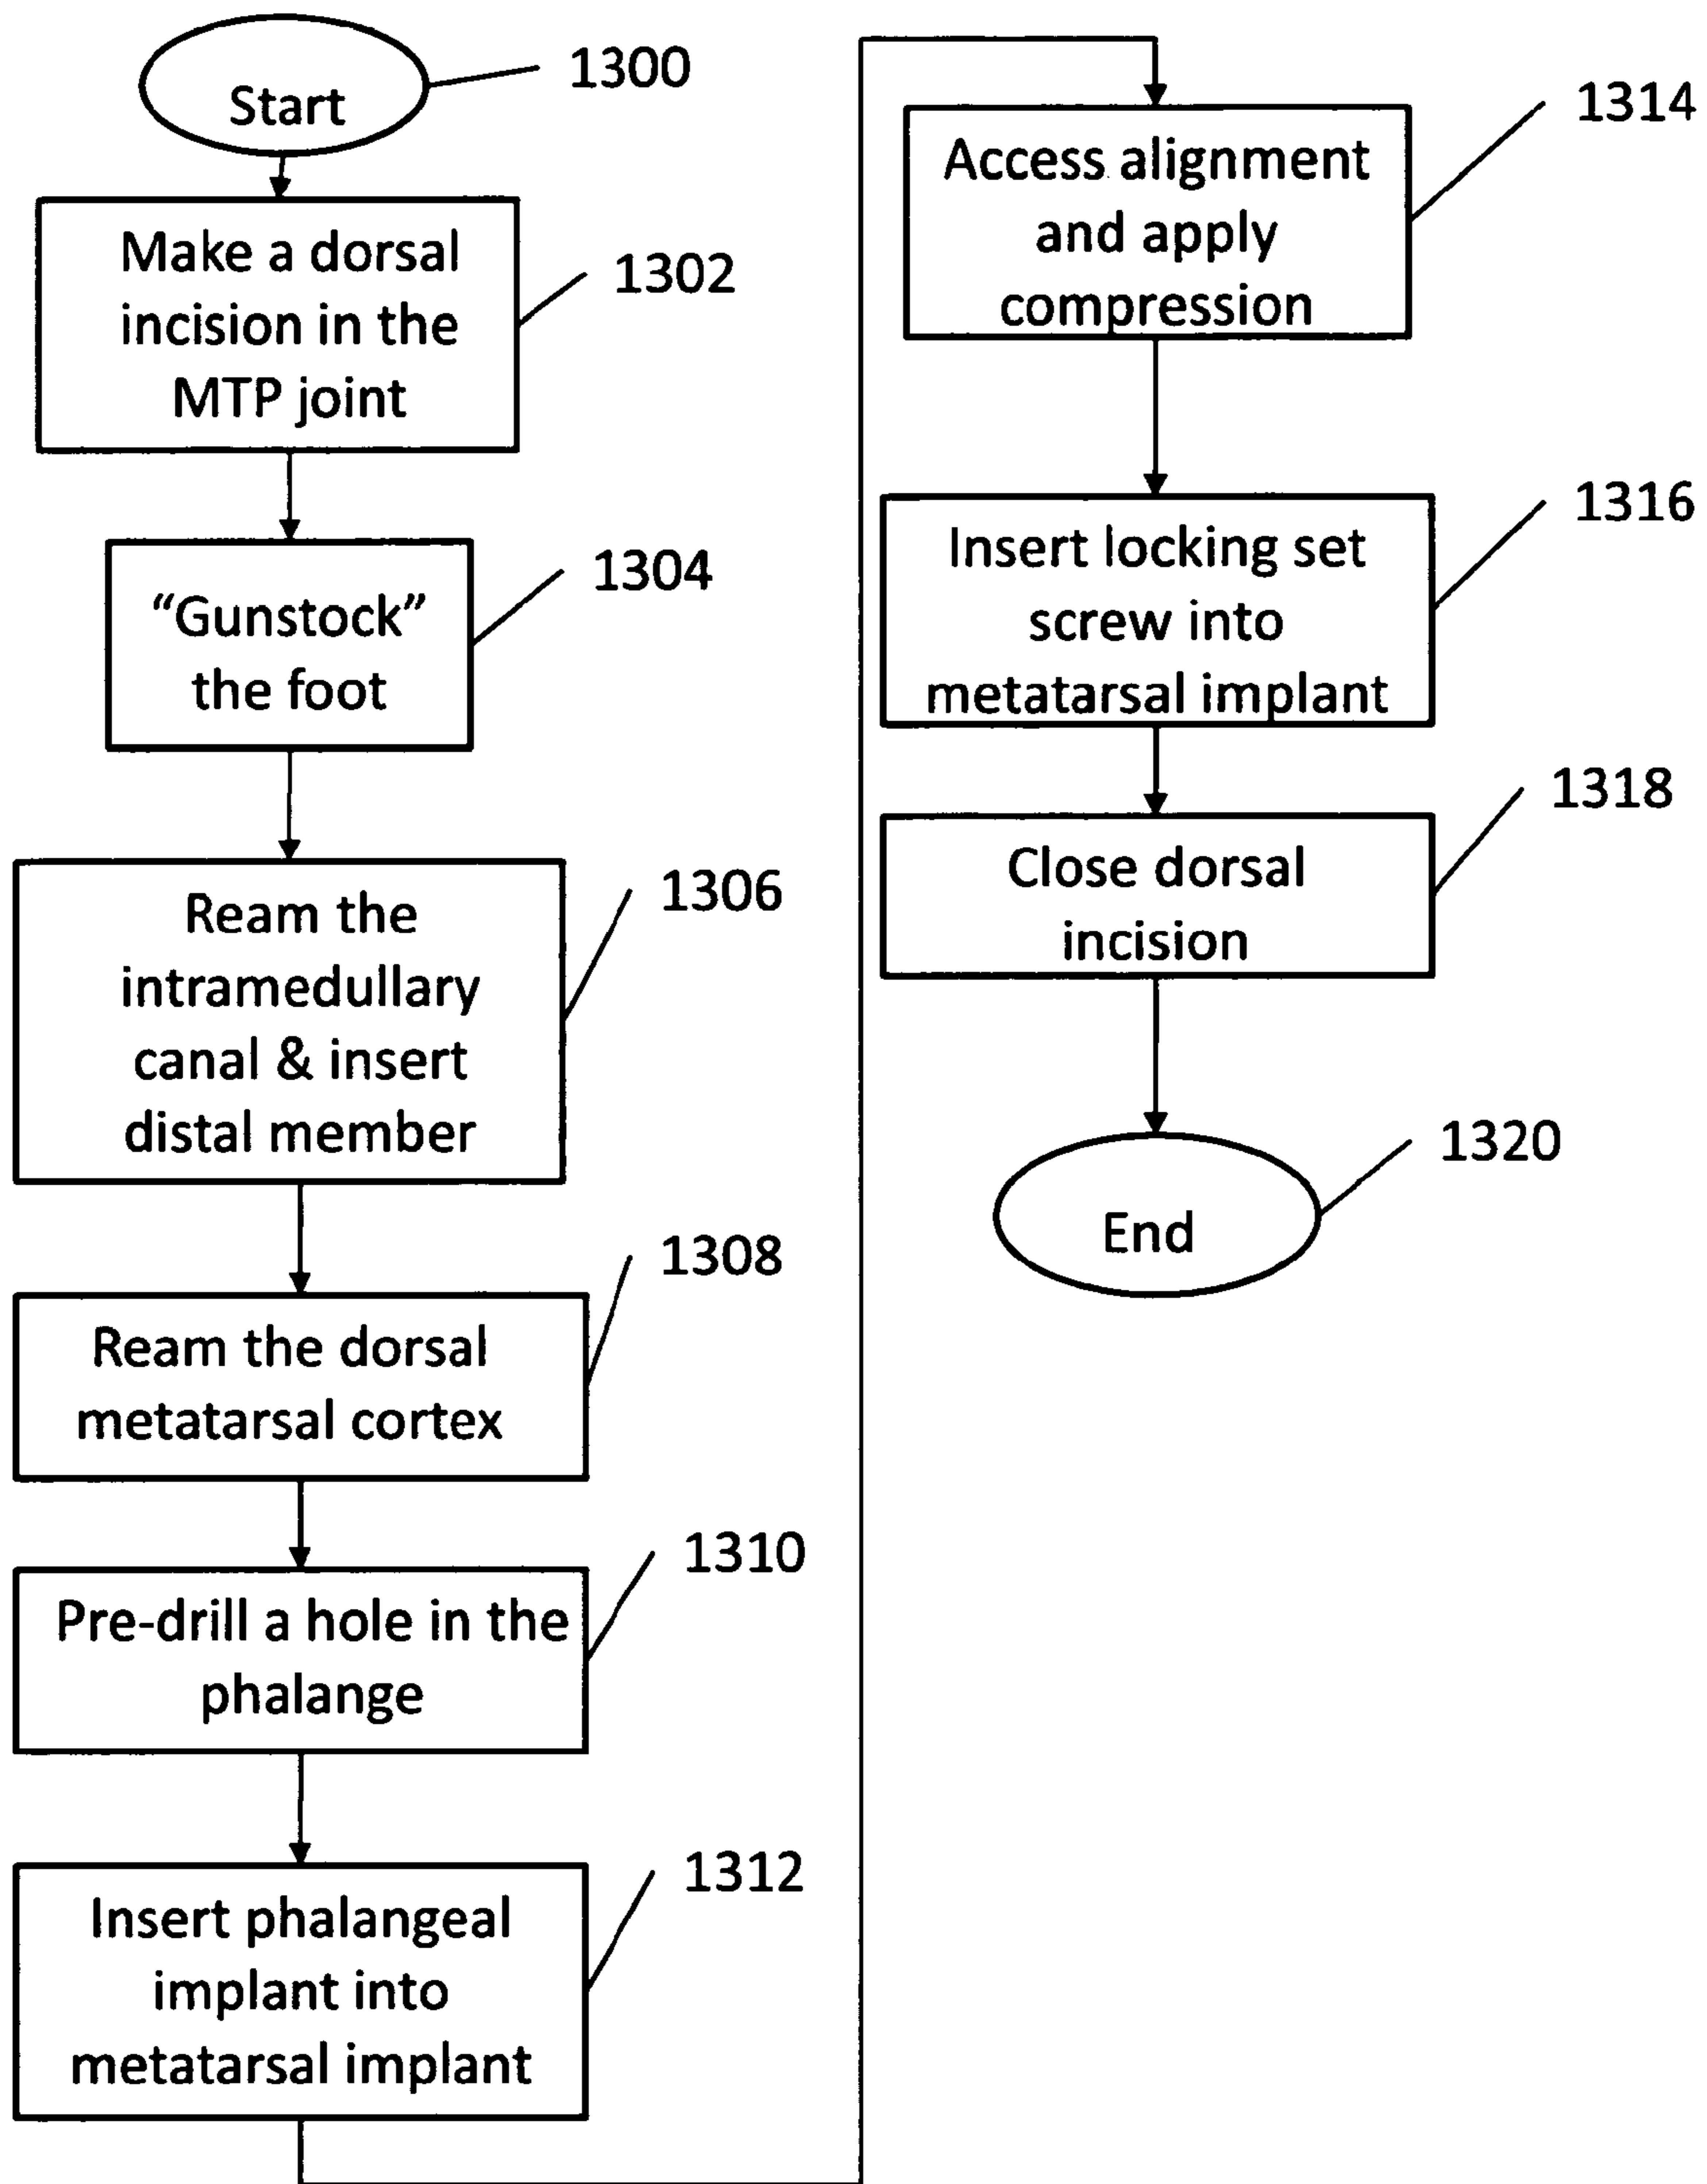 Start
1300
Make a dorsal
incision in the
MTP joint
1302
“Gunstock”
the foot
1304
Ream the
intramedullary
canal & insert
distal member
1306
Ream the dorsal
metatarsal cortex
1308
Pre-drill a hole in the
phalange
1310
Insert phalangeal
implant into
metatarsal implant
1312
Access alignment
and apply
compression
1314
Insert locking set
screw into
metatarsal implant
1316
Close dorsal
incision
1318
End
1320